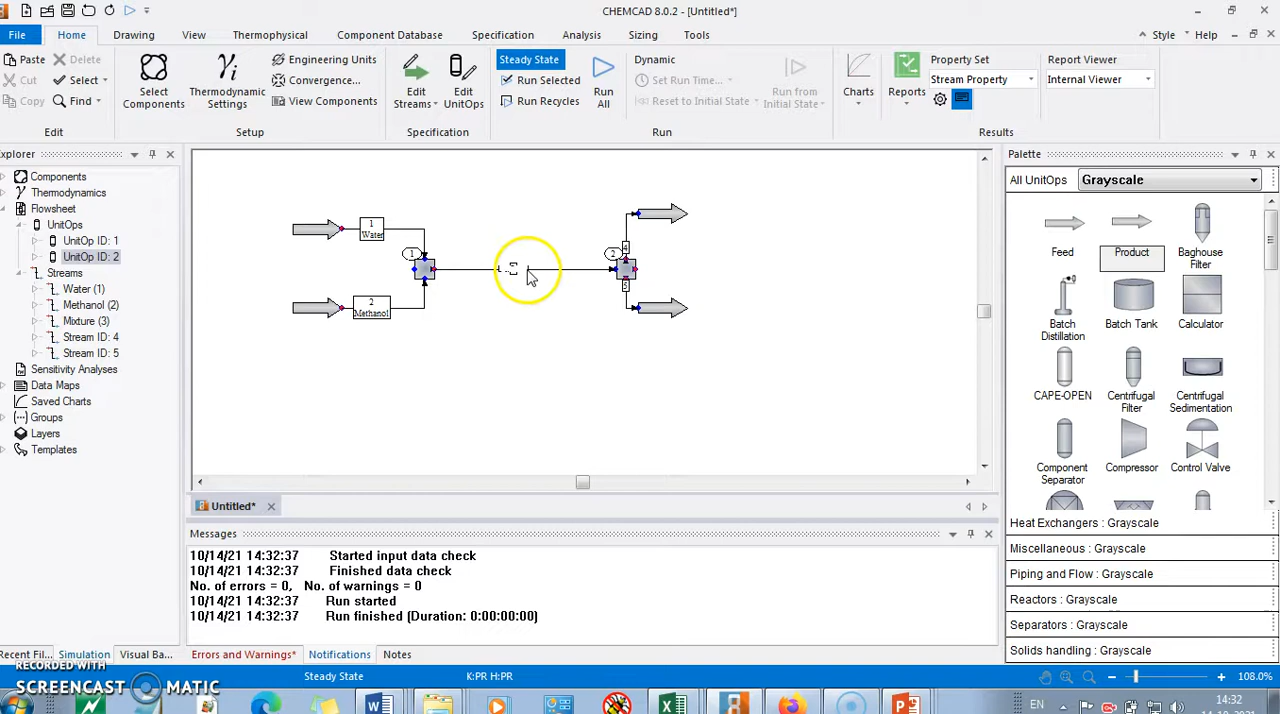 CHEMCAD 8.0.2 - [Untitled*]
File Home Drawing View Thermophysical Component Database Specification Analysis Sizing Tools Style Help
Paste Delete
Cut Select
Copy Find
Edit
Select Components
Thermodynamic Settings
Engineering Units
Convergence...
View Components
Setup
Edit Streams
Edit UnitOps
Specification
Steady State
Run Selected
Run Recycles
Run All
Dynamic
Set Run Time...
Reset to Initial State
Run from Initial State
Run
Charts
Reports
Property Set
Stream Property
Report Viewer
Internal Viewer
Results
Explorer
Components
Thermodynamics
Flowsheet
UnitOps
UnitOp ID: 1
UnitOp ID: 2
Streams
Water (1)
Methanol (2)
Mixture (3)
Stream ID: 4
Stream ID: 5
Sensitivity Analyses
Data Maps
Saved Charts
Groups
Layers
Templates
Recent Fil... Simulation Visual Ba...
1
Water
1
2
Methanol
2
4
5
Untitled*
Messages
10/14/21 14:32:37 Started input data check
10/14/21 14:32:37 Finished data check
No. of errors = 0, No. of warnings = 0
10/14/21 14:32:37 Run started
10/14/21 14:32:37 Run finished (Duration: 0:00:00:00)
Errors and Warnings* Notifications Notes
Palette
All UnitOps Grayscale
Feed
Product
Baghouse Filter
Batch Distillation
Batch Tank
Calculator
CAPE-OPEN
Centrifugal Filter
Centrifugal Sedimentation
Component Separator
Compressor
Control Valve
Heat Exchangers : Grayscale
Miscellaneous : Grayscale
Piping and Flow : Grayscale
Reactors : Grayscale
Separators : Grayscale
Solids handling : Grayscale
RECORDED WITH
SCREENCAST MATIC
Steady State K:PR H:PR 108.0%
EN 14:32